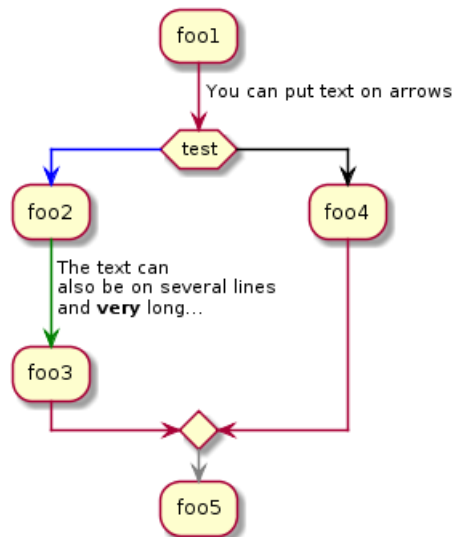 foo1
You can put text on arrows
test
foo2
foo4
The text can
also be on several lines
and very long...
foo3
foo5